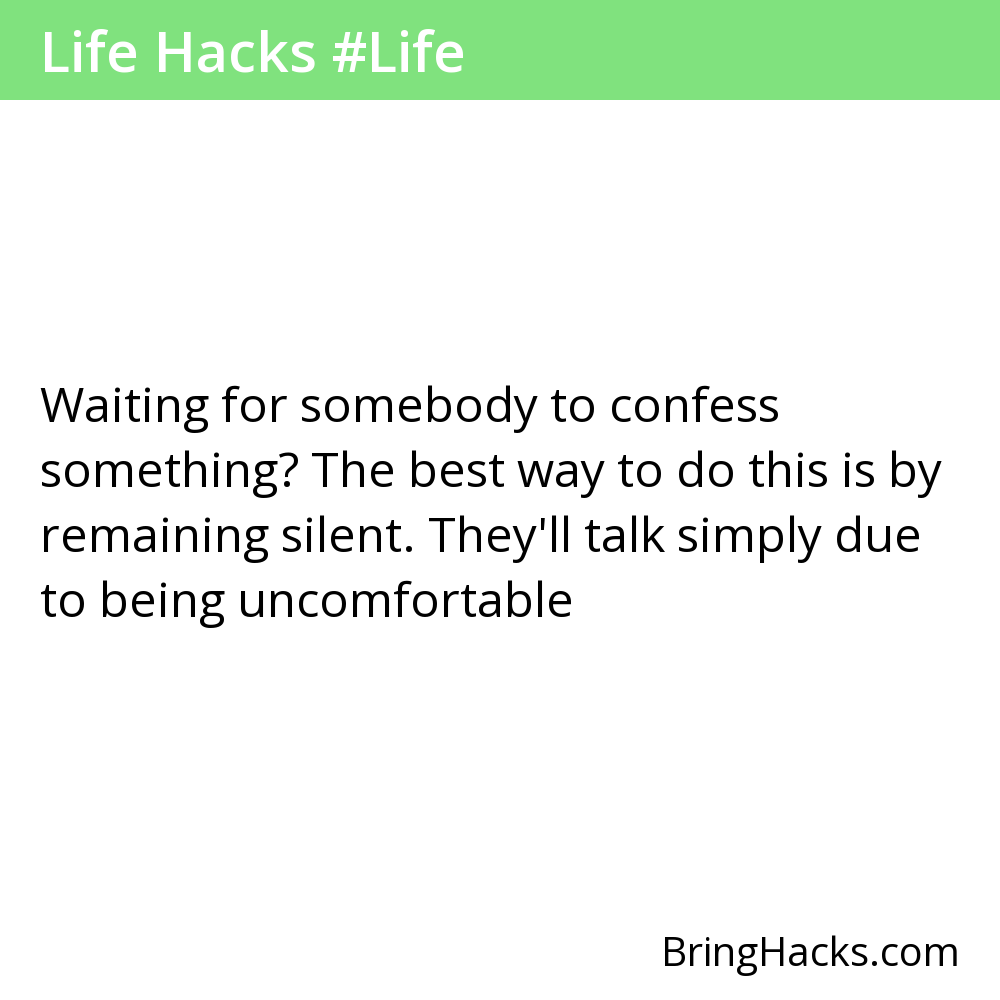 Life Hacks #Life
Waiting for somebody to confess
something? The best way to do this is by
remaining silent. They'll talk simply due
to being uncomfortable
BringHacks.com